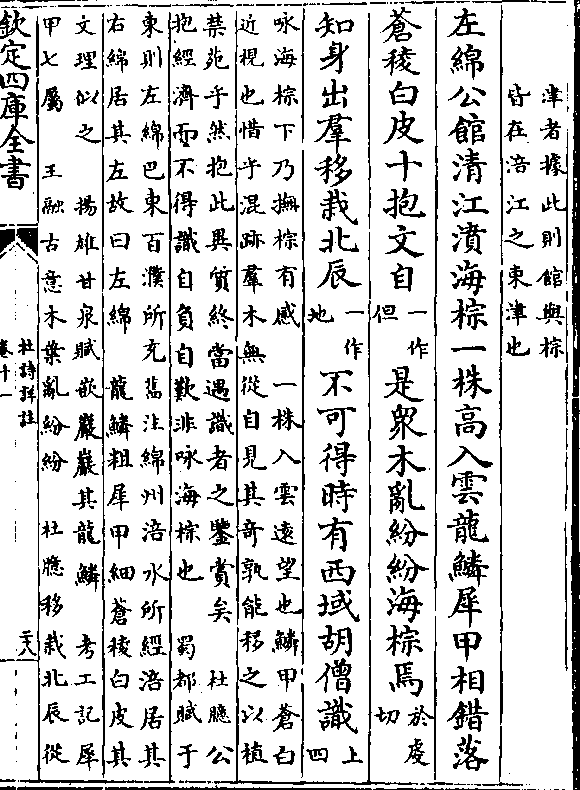 津者據此則館與棕
皆在涪江之東津也
左綿公館清江濆海棕一株高入雲龍鱗犀甲相錯落
蒼稜白皮十抱文自一作但是衆木亂紛紛海棕焉於虔切
知身出羣移栽北辰一作地不可得時有西域胡僧識上四
咏海棕下乃撫棕有感 一株入雲遠望也鱗甲蒼白
近視也惜乎混跡羣木無從自見其奇孰能移之以植
禁苑乎然抱此異質終當遇識者之鑒賞矣 杜臆公
抱經濟而不得識自負自歎非咏海棕也 蜀都賦于
東則左綿巴東百濮所充舊注綿州涪水所經涪居其
右綿居其左故曰左綿 龍鱗粗犀甲細蒼稜白皮其
文理似之 揚雄甘泉賦嵌巖巖其龍鱗 考工記犀
甲七屬 王融古意木葉亂紛紛 杜臆移栽北辰從
欽定四庫全書
杜詩詳註
卷十一